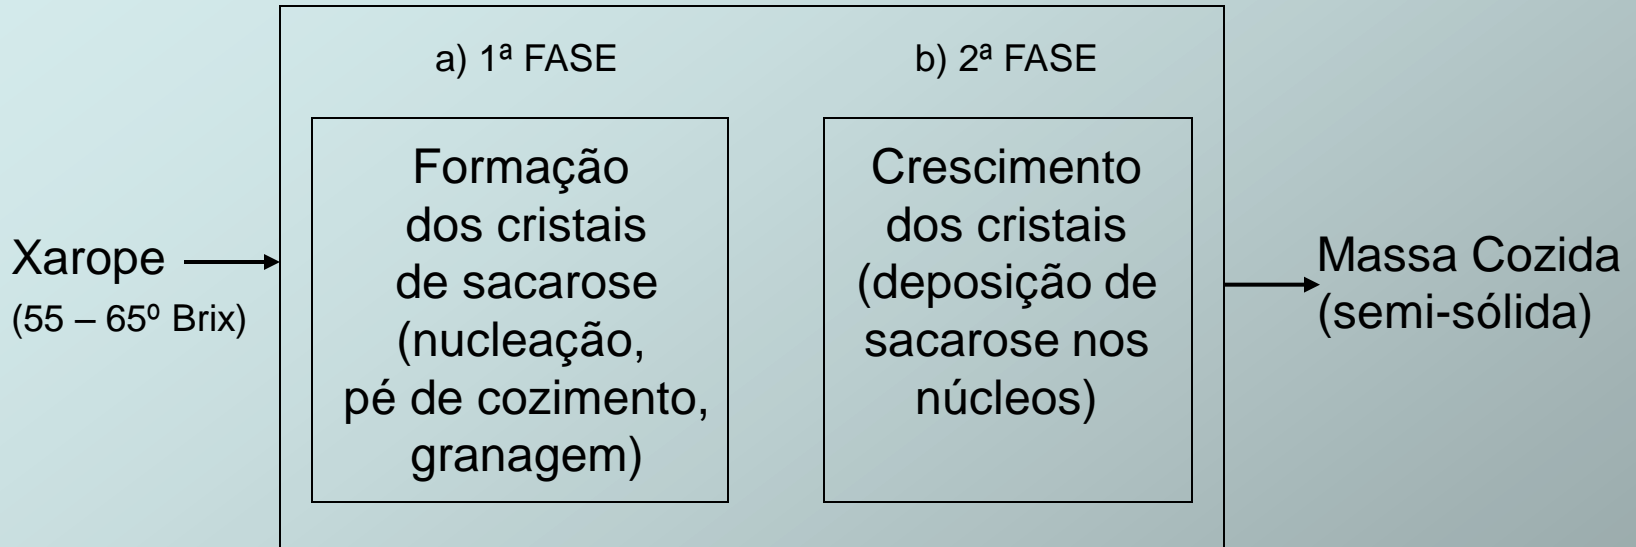 a) 1ª FASE
b) 2ª FASE
Xarope
(55 – 65º Brix)
Formação
dos cristais
de sacarose
(nucleação,
pé de cozimento,
granagem)
Crescimento
dos cristais
(deposição de
sacarose nos
núcleos)
Massa Cozida
(semi-sólida)